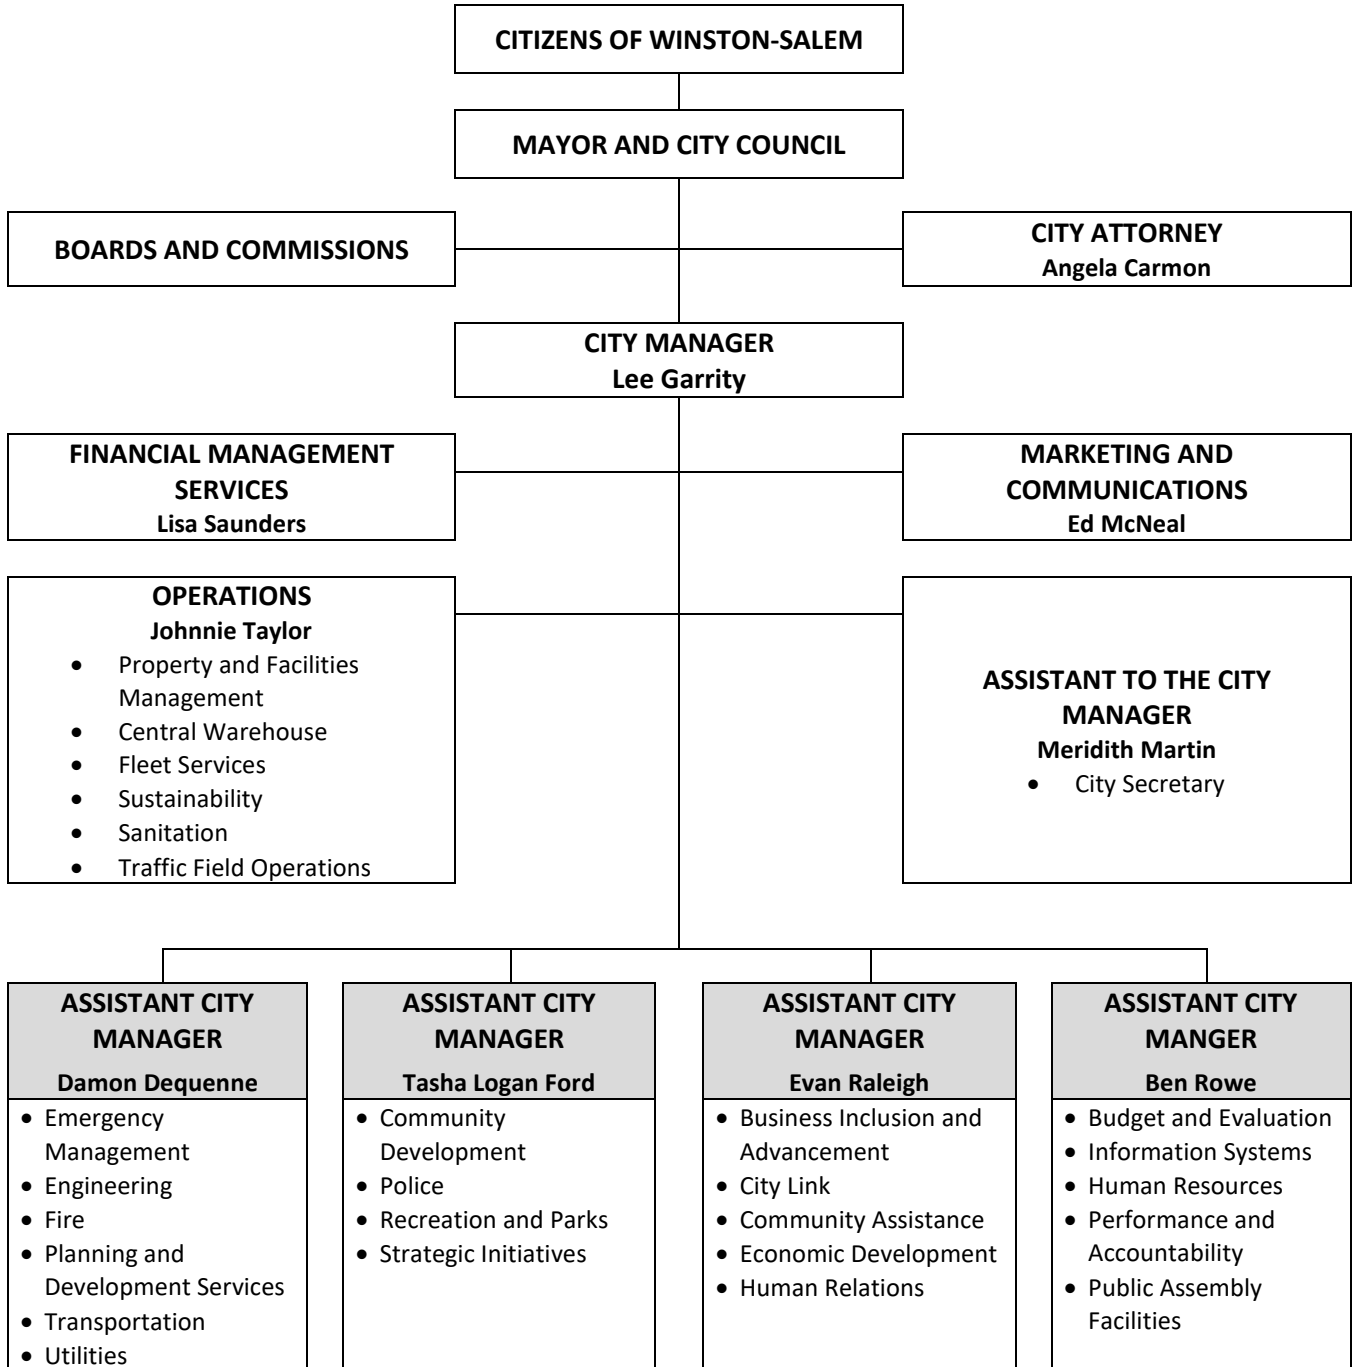 CITIZENS OF WINSTON-SALEM
MAYOR AND CITY COUNCIL
BOARDS AND COMMISSIONS
CITY ATTORNEY
Angela Carmon
CITY MANAGER
Lee Garrity
FINANCIAL MANAGEMENT
SERVICES
Lisa Saunders
MARKETING AND
COMMUNICATIONS
Ed McNeal
OPERATIONS
Johnnie Taylor
• Property and Facilities
Management
• Central Warehouse
• Fleet Services
• Sustainability
• Sanitation
• Traffic Field Operations
ASSISTANT TO THE CITY
MANAGER
Meridith Martin
• City Secretary
ASSISTANT CITY
MANAGER
Damon Dequenne
• Emergency
Management
• Engineering
• Fire
• Planning and
Development Services
• Transportation
• Utilities
ASSISTANT CITY
MANAGER
Tasha Logan Ford
• Community
Development
• Police
• Recreation and Parks
• Strategic Initiatives
ASSISTANT CITY
MANAGER
Evan Raleigh
• Business Inclusion and
Advancement
• City Link
• Community Assistance
• Economic Development
• Human Relations
ASSISTANT CITY
MANGER
Ben Rowe
• Budget and Evaluation
• Information Systems
• Human Resources
• Performance and
Accountability
• Public Assembly
Facilities